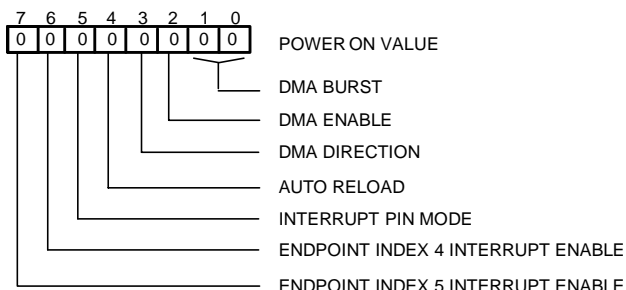 7 6 5 4 3 2 1 0
0 0 0 0 0 0 0 0 POWER ON VALUE
DMA BURST
DMA ENABLE
DMA DIRECTION
AUTO RELOAD
INTERRUPT PIN MODE
ENDPOINT INDEX 4 INTERRUPT ENABLE
ENDPOINT INDEX 5 INTERRUPT ENABLE